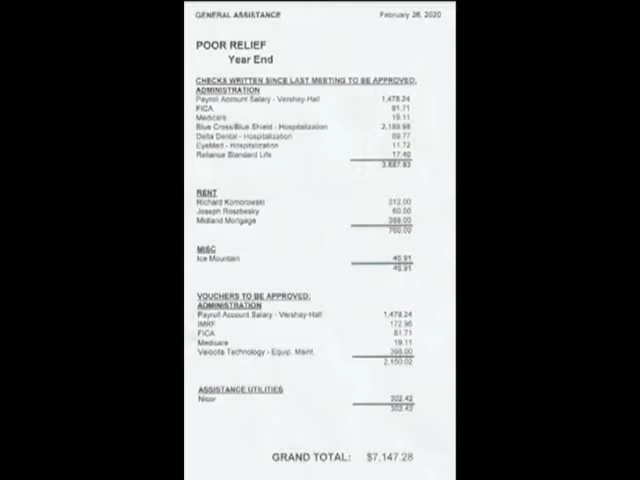 GENERAL ASSISTANCE February 26, 2020
POOR RELIEF
Year End
CHECKS WRITTEN SINCE LAST MEETING TO BE APPROVED:
ADMINISTRATION
Payroll Account Salary - Vershay-Hall 1,478.24
FICA 81.71
Medicare 19.11
Blue Cross/Blue Shield - Hospitalization 2,189.98
Delta Dental - Hospitalization 89.77
EyeMed - Hospitalization 11.72
Reliance Standard Life 17.40
3,887.93
RENT
Richard Komorowski 312.00
Joseph 60.00
Midland Mortgage 388.00
760.00
MISC
Ice Mountain 46.91
46.91
VOUCHERS TO BE APPROVED:
ADMINISTRATION
Payroll Account Salary - Vershay-Hall 1,478.24
IMRF 172.96
FICA 81.71
Medicare 19.11
Technology - Equip. Maint. 398.00
2,150.02
ASSISTANCE UTILITIES
Nicor 302.42
302.42
GRAND TOTAL: $7,147.28